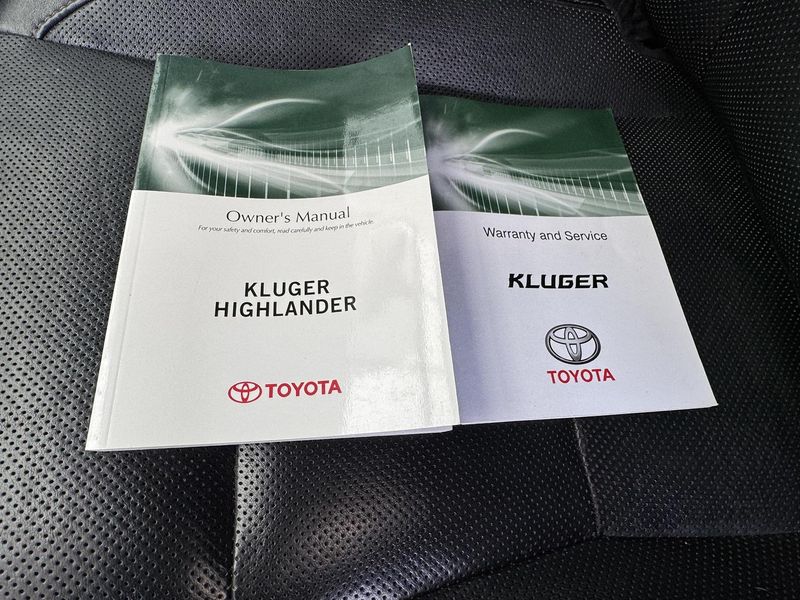 Owner's Manual
For your safety and comfort, read carefully and keep in the vehicle.
KLUGER
HIGHLANDER
TOYOTA
Warranty and Service
KLUGER
TOYOTA